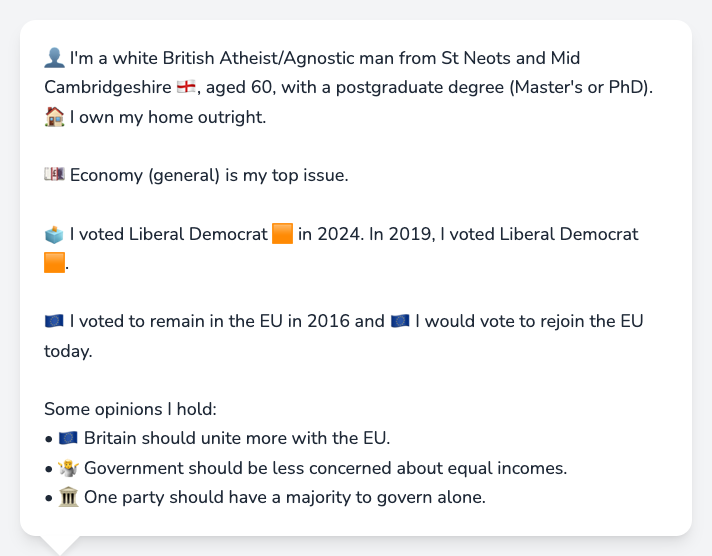 👤 I'm a white British Atheist/Agnostic man from St Neots and Mid
Cambridgeshire 🏴󠁧󠁢󠁥󠁮󠁧󠁿, aged 60, with a postgraduate degree (Master's or PhD).
🏠 I own my home outright.
💷 Economy (general) is my top issue.
🗳️ I voted Liberal Democrat 🟧 in 2024. In 2019, I voted Liberal Democrat
🟧.
🇪🇺 I voted to remain in the EU in 2016 and 🇪🇺 I would vote to rejoin the EU
today.
Some opinions I hold:
• 🇪🇺 Britain should unite more with the EU.
• 🤷 Government should be less concerned about equal incomes.
• 🏛️ One party should have a majority to govern alone.